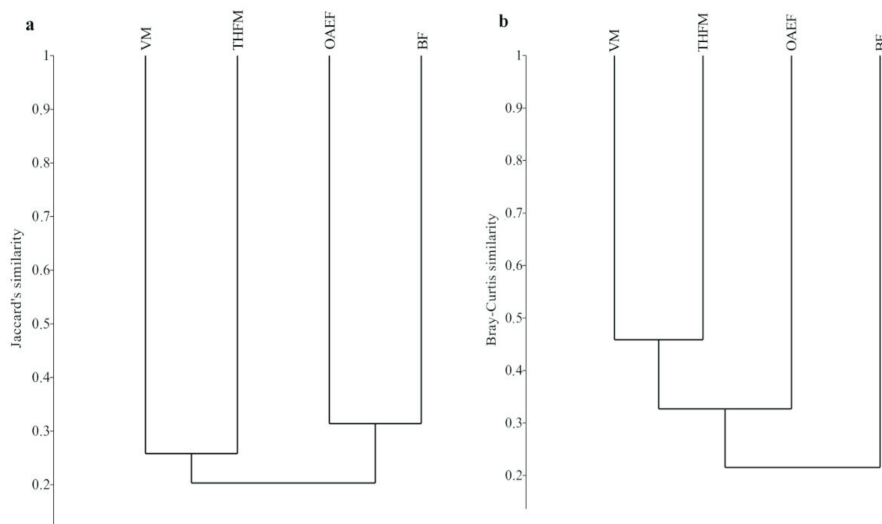 a
VM
THFM
OAEF
BF
1
0.9
0.8
0.7
0.6
0.5
0.4
0.3
0.2
Jaccard's similarity
b
VM
THFM
OAEF
BF
1
0.9
0.8
0.7
0.6
0.5
0.4
0.3
0.2
Bray-Curtis similarity